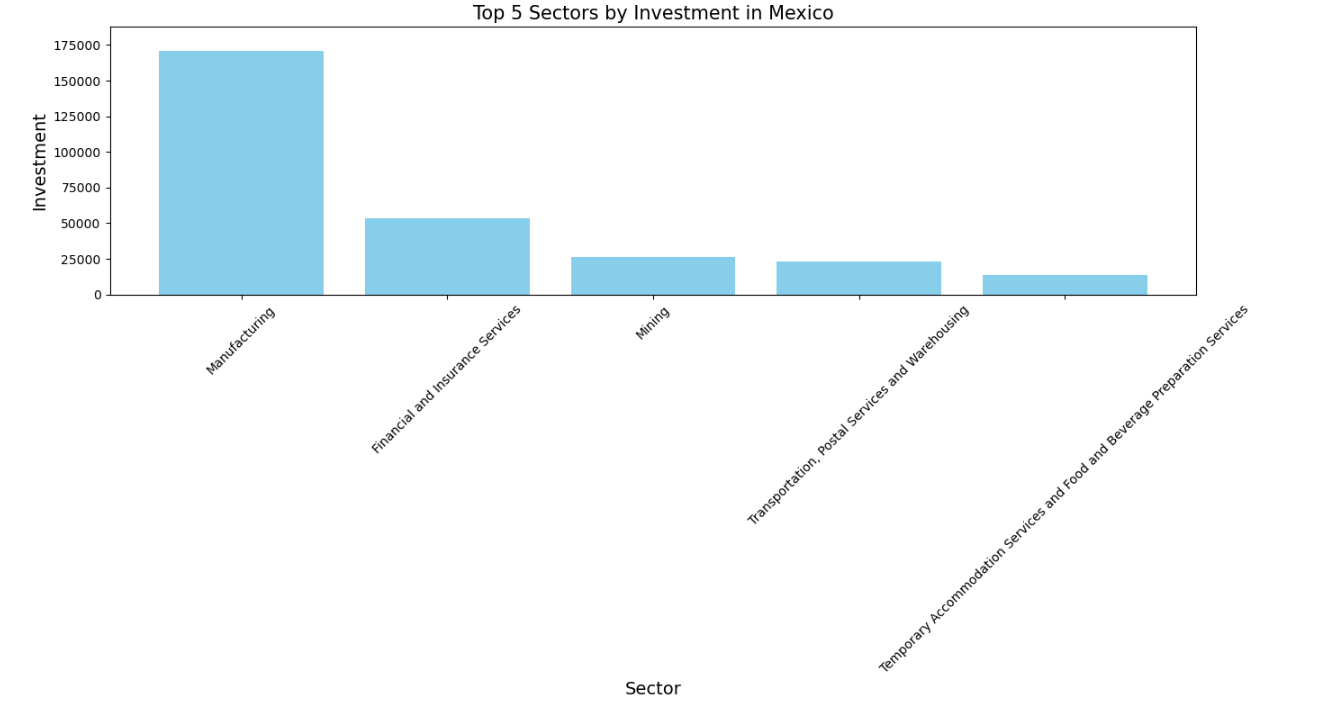 Top 5 Sectors by Investment in Mexico
Investment
175000
150000
125000
100000
75000
50000
25000
0
Manufacturing
Financial and Insurance Services
Mining
Transportation, Postal Services and Warehousing
Temporary Accommodation Services and Food and Beverage Preparation Services
Sector